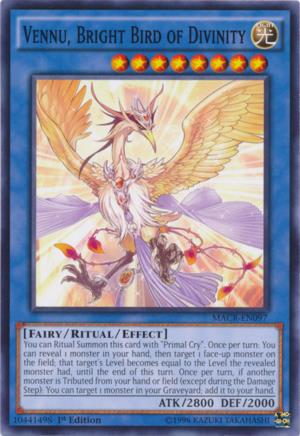 VENNU, BRIGHT BIRD OF DIVINITY
LIGHT
光
MACR-EN097
[FAIRY/RITUAL/EFFECT]
You can Ritual Summon this card with "Primal Cry". Once per turn: You
can reveal 1 monster in your hand, then target 1 face-up monster on
the field; that target's Level becomes equal to the Level the revealed
monster had, until the end of this turn. Once per turn, if another
monster is Tributed from your hand or field (except during the Damage
Step): You can target 1 monster in your Graveyard; add it to your hand.
ATK/2800 DEF/2000
10441498 1st Edition ©1996 KAZUKI TAKAHASHI